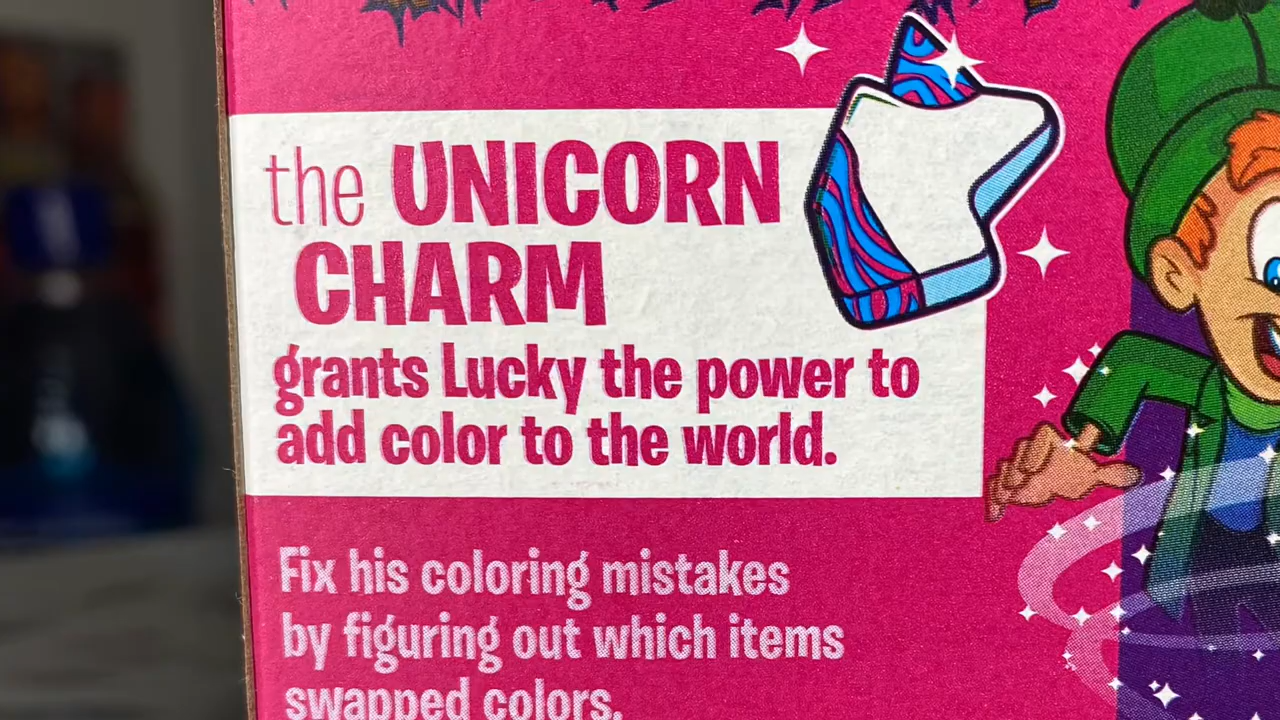 the UNICORN
CHARM
grants Lucky the power to
add color to the world.
Fix his coloring mistakes
by figuring out which items
swapped colors.